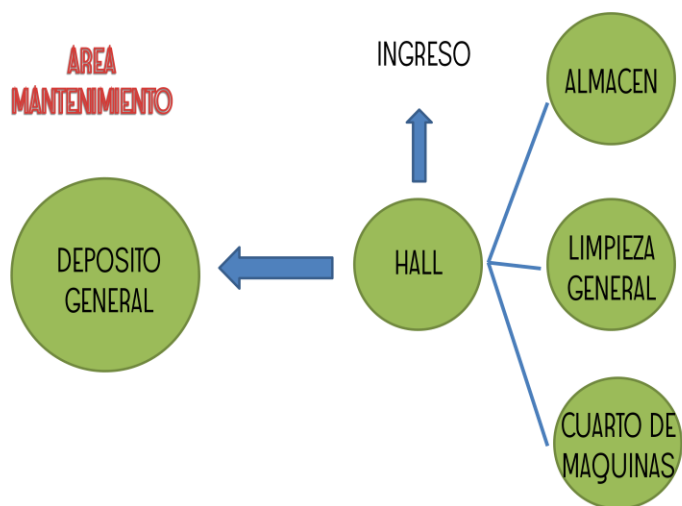 AREA
MANTENIMIENTO
INGRESO
ALMACEN
DEPOSITO
GENERAL
HALL
LIMPIEZA
GENERAL
CUARTO DE
MAQUINAS